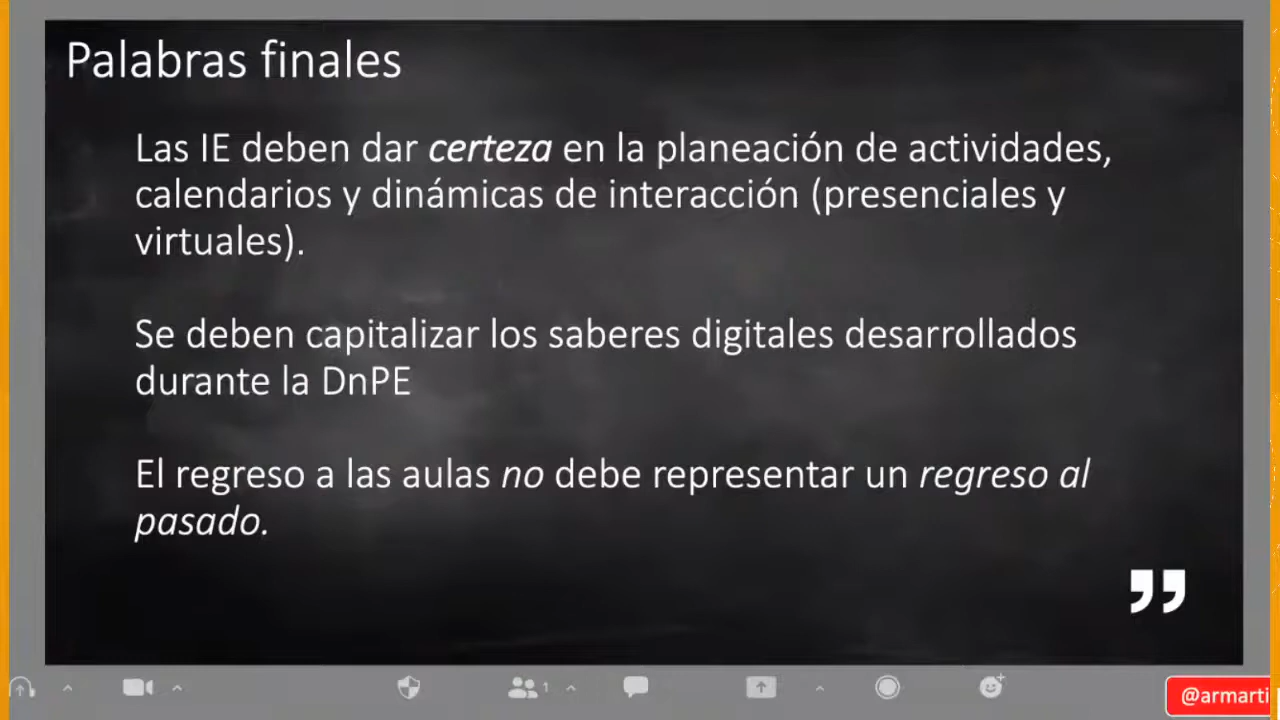 Palabras finales
Las IE deben dar certeza en la planeación de actividades,
calendarios y dinámicas de interacción (presenciales y
virtuales).
Se deben capitalizar los saberes digitales desarrollados
durante la DnPE
El regreso a las aulas no debe representar un regreso al
pasado.
”
1
@armarti